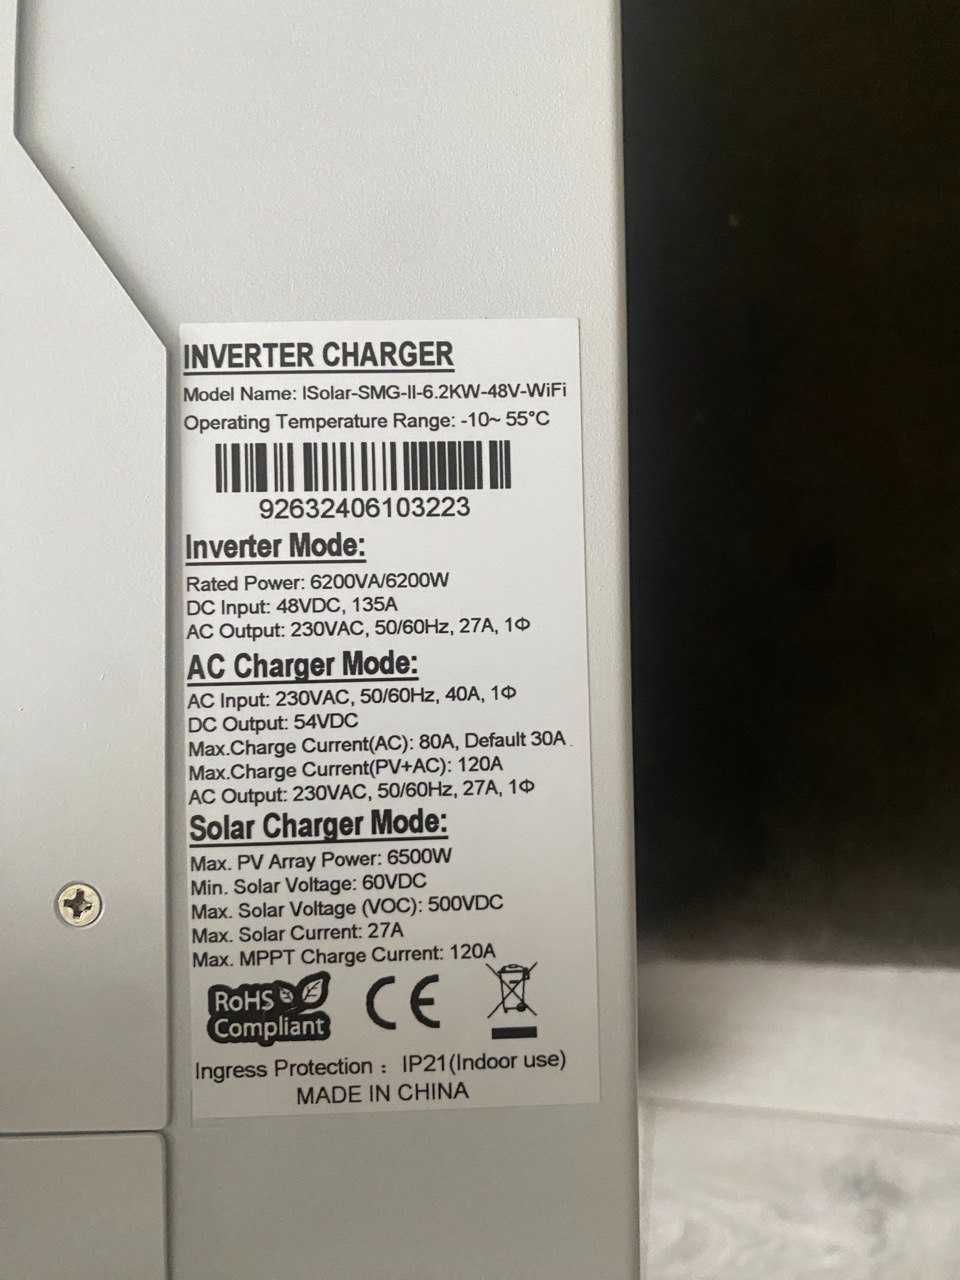 INVERTER CHARGER
Model Name: ISolar-SMG-II-6.2KW-48V-WiFi
Operating Temperature Range: -10~ 55°C
92632406103223
Inverter Mode:
Rated Power: 6200VA/6200W
DC Input: 48VDC, 135A
AC Output: 230VAC, 50/60Hz, 27A, 1Φ
AC Charger Mode:
AC Input: 230VAC, 50/60Hz, 40A, 1Φ
DC Output: 54VDC
Max.Charge Current(AC): 80A, Default 30A
Max.Charge Current(PV+AC): 120A
AC Output: 230VAC, 50/60Hz, 27A, 1Φ
Solar Charger Mode:
Max. PV Array Power: 6500W
Min. Solar Voltage: 60VDC
Max. Solar Voltage (VOC): 500VDC
Max. Solar Current: 27A
Max. MPPT Charge Current: 120A
RoHS
Compliant
CE
Ingress Protection : IP21(Indoor use)
MADE IN CHINA